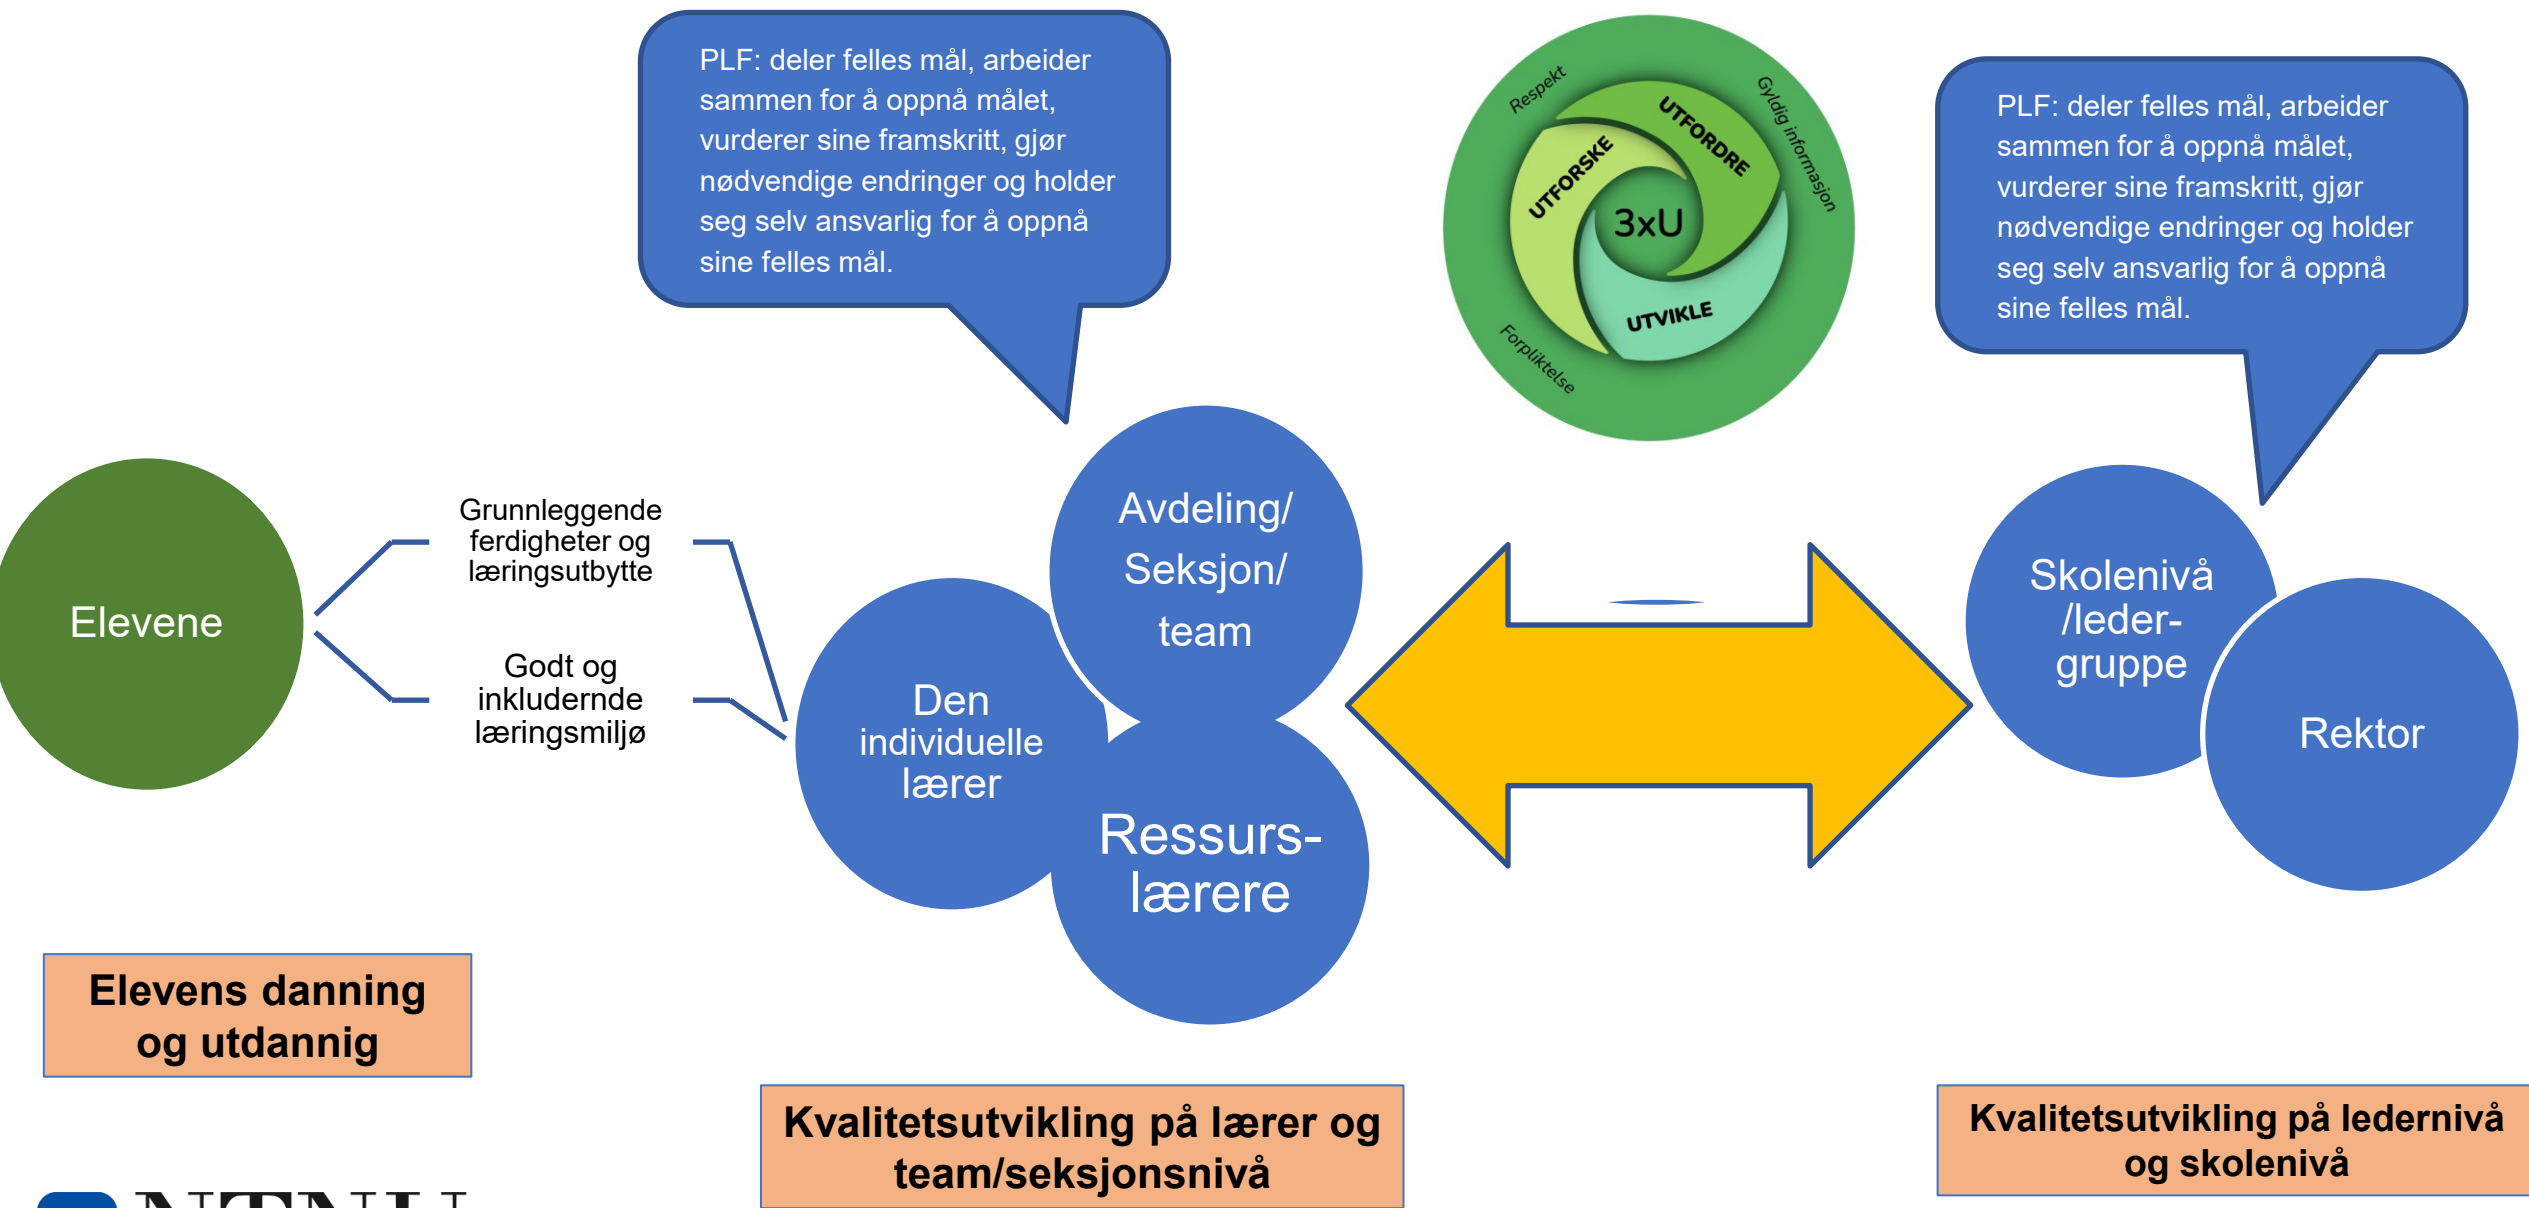 PLF: deler felles mål, arbeider
sammen for å oppnå målet,
vurderer sine framskritt, gjør
nødvendige endringer og holder
seg selv ansvarlig for å oppnå
sine felles mål.
Respekt
Gyldig informasjon
Forpliktelse
UTFORSKE
UTFORDRE
UTVIKLE
3xU
PLF: deler felles mål, arbeider
sammen for å oppnå målet,
vurderer sine framskritt, gjør
nødvendige endringer og holder
seg selv ansvarlig for å oppnå
sine felles mål.
Elevene
Grunnleggende
ferdigheter og
læringsutbytte
Godt og
inkludernde
læringsmiljø
Den
individuelle
lærer
Avdeling/
Seksjon/
team
Ressurs-
lærere
Skolenivå
/leder-
gruppe
Rektor
Elevens danning
og utdannig
Kvalitetsutvikling på lærer og
team/seksjonsnivå
Kvalitetsutvikling på ledernivå
og skolenivå
NTNU